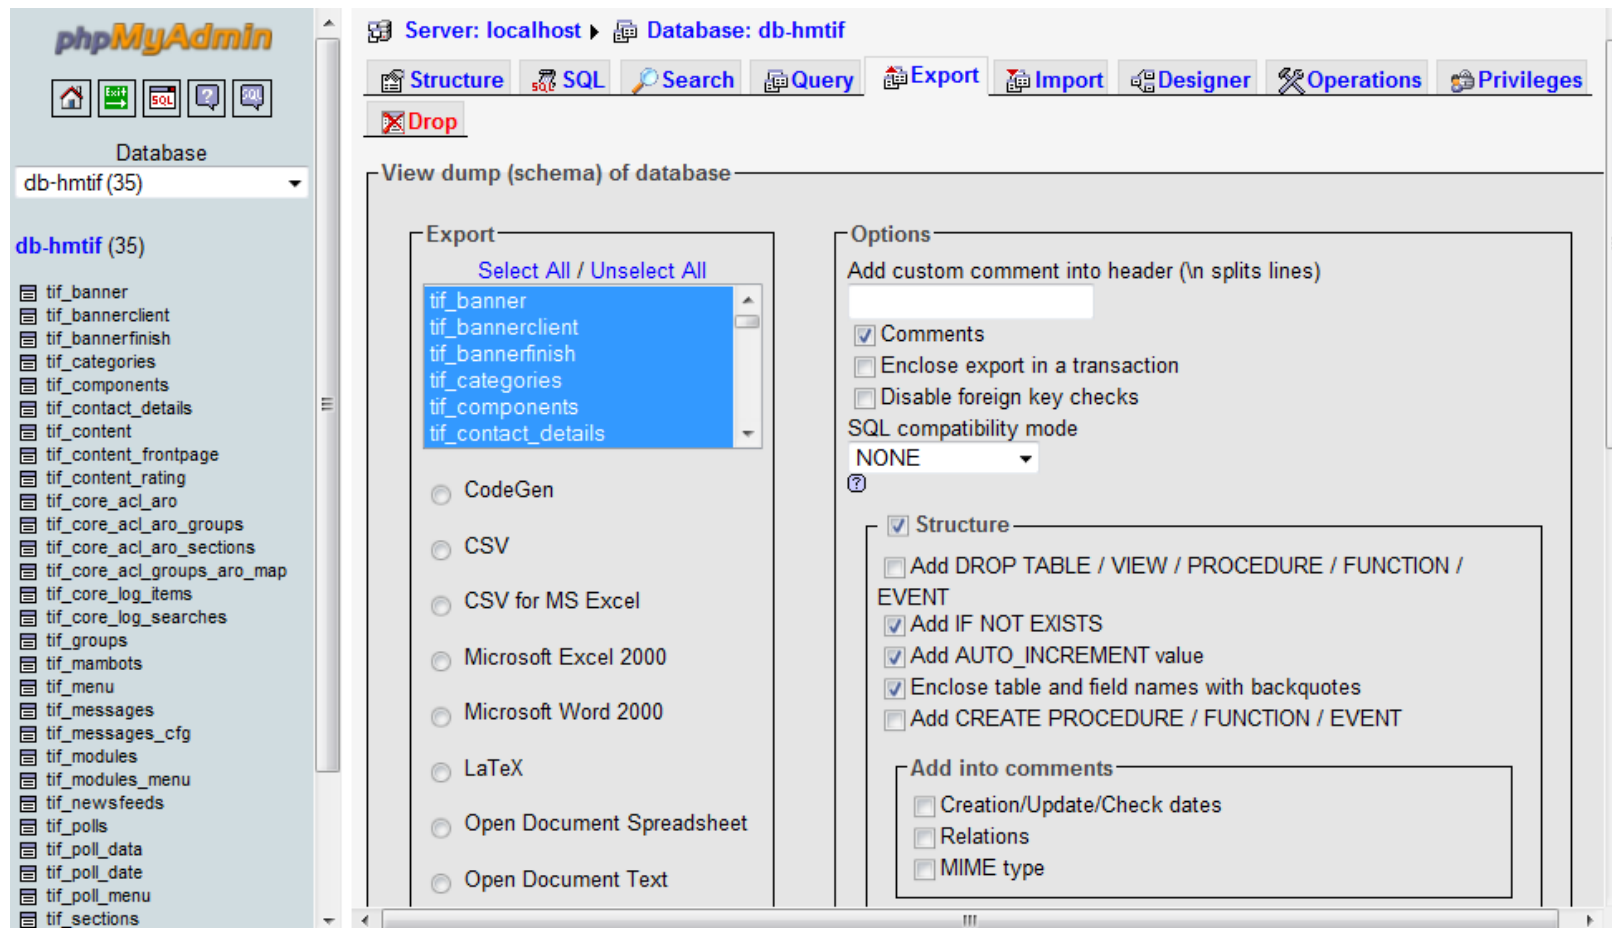 phpMyAdmin
Exit
SQL
?
SQL
Database
db-hmtif (35)
db-hmtif (35)
tif_banner
tif_bannerclient
tif_bannerfinish
tif_categories
tif_components
tif_contact_details
tif_content
tif_content_frontpage
tif_content_rating
tif_core_acl_aro
tif_core_acl_aro_groups
tif_core_acl_aro_sections
tif_core_acl_groups_aro_map
tif_core_log_items
tif_core_log_searches
tif_groups
tif_mambots
tif_menu
tif_messages
tif_messages_cfg
tif_modules
tif_modules_menu
tif_newsfeeds
tif_polls
tif_poll_data
tif_poll_date
tif_poll_menu
tif_sections
Server: localhost Database: db-hmtif
Structure SQL Search Query Export Import Designer Operations Privileges
Drop
View dump (schema) of database
Export
Select All / Unselect All
tif_banner
tif_bannerclient
tif_bannerfinish
tif_categories
tif_components
tif_contact_details
CodeGen
CSV
CSV for MS Excel
Microsoft Excel 2000
Microsoft Word 2000
LaTeX
Open Document Spreadsheet
Open Document Text
Options
Add custom comment into header (\n splits lines)
Comments
Enclose export in a transaction
Disable foreign key checks
SQL compatibility mode
NONE
?
Structure
Add DROP TABLE / VIEW / PROCEDURE / FUNCTION /
EVENT
Add IF NOT EXISTS
Add AUTO_INCREMENT value
Enclose table and field names with backquotes
Add CREATE PROCEDURE / FUNCTION / EVENT
Add into comments
Creation/Update/Check dates
Relations
MIME type